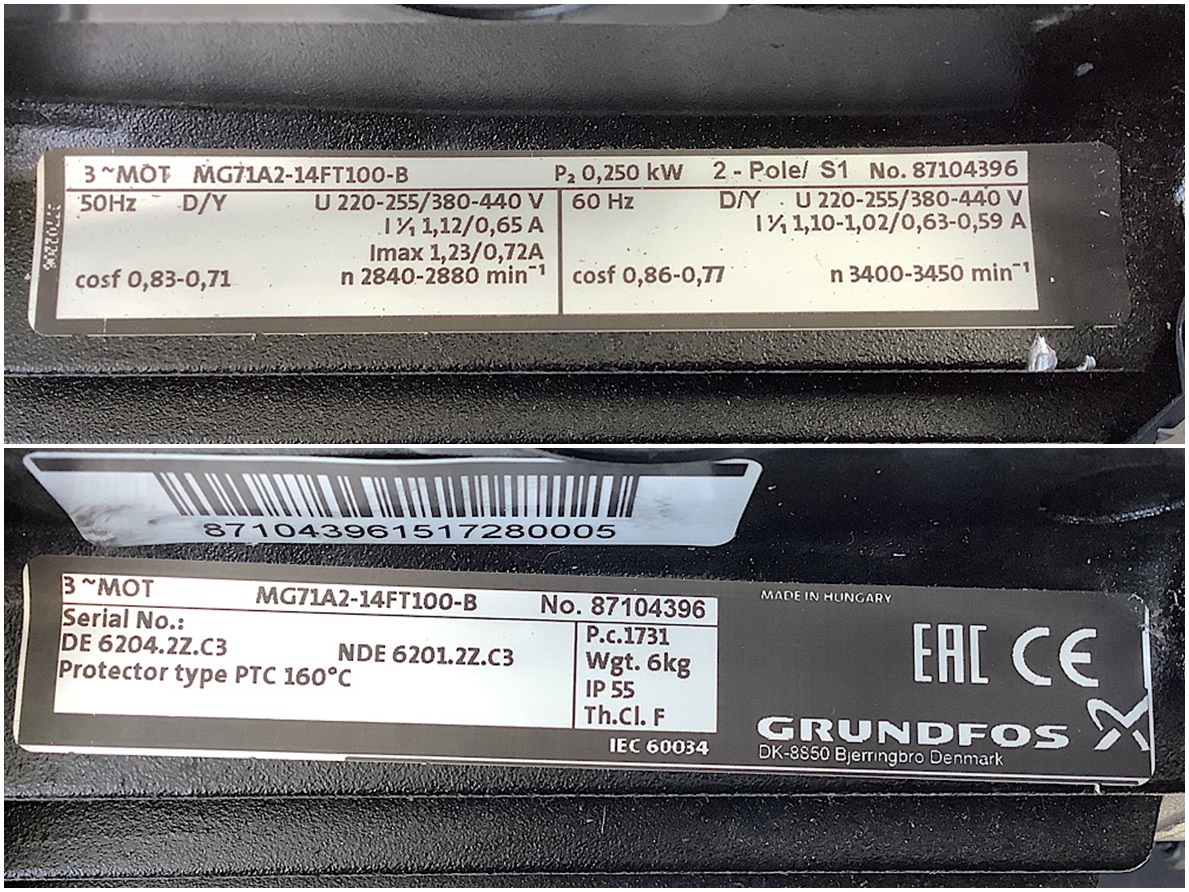 3 ~MOT MG71A2-14FT100-B P₂ 0,250 kW 2 - Pole/ S1 No. 87104396
50Hz D/Y U 220-255/380-440 V
I 1/1 1,12/0,65 A
Imax 1,23/0,72A
cosf 0,83-0,71 n 2840-2880 min⁻¹
60 Hz D/Y U 220-255/380-440 V
I 1/1 1,10-1,02/0,63-0,59 A
cosf 0,86-0,77 n 3400-3450 min⁻¹
871043961517280005
3 ~MOT MG71A2-14FT100-B No. 87104396
Serial No.:
DE 6204.2Z.C3 NDE 6201.2Z.C3
Protector type PTC 160°C
P.c.1731
Wgt. 6kg
IP 55
Th.Cl. F
IEC 60034
MADE IN HUNGARY
EAC CE
GRUNDFOS
DK-8850 Bjerringbro Denmark